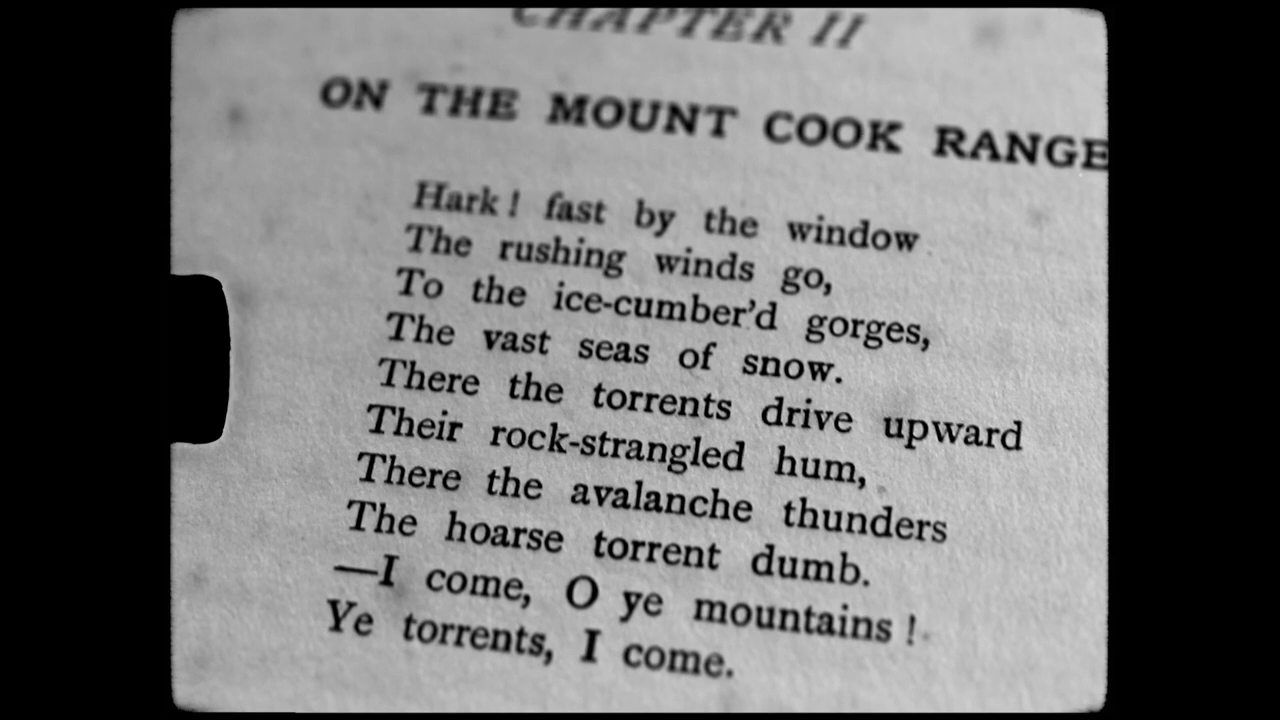 CHAPTER II
ON THE MOUNT COOK RANGE
Hark! fast by the window
The rushing winds go,
To the ice-cumber'd gorges,
The vast seas of snow.
There the torrents drive upward
Their rock-strangled hum,
There the avalanche thunders
The hoarse torrent dumb.
—I come, O ye mountains!
Ye torrents, I come.